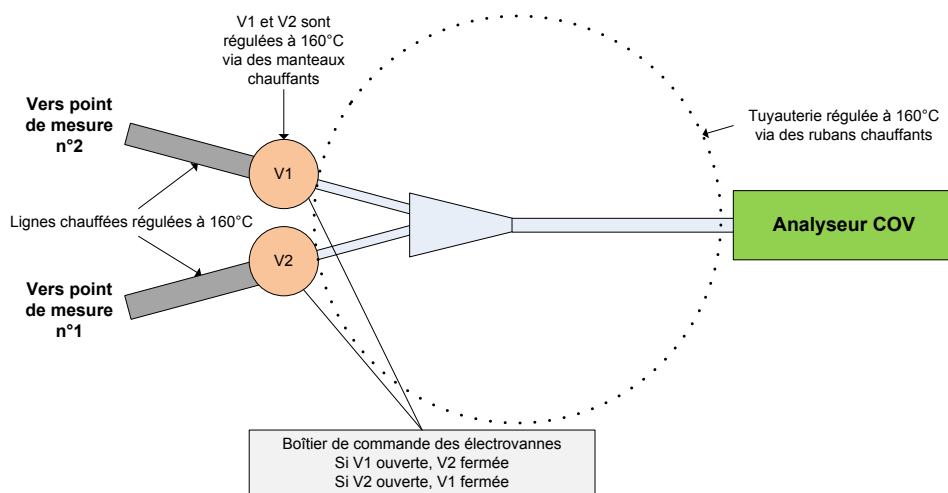 V1 et V2 sont
régulées à 160°C
via des manteaux
chauffants
Vers point
de mesure
n°2
Tuyauterie régulée à 160°C
via des rubans chauffants
V1
Lignes chauffées régulées à 160°C
Analyseur COV
V2
Vers point
de mesure
n°1
Boîtier de commande des électrovannes
Si V1 ouverte, V2 fermée
Si V2 ouverte, V1 fermée